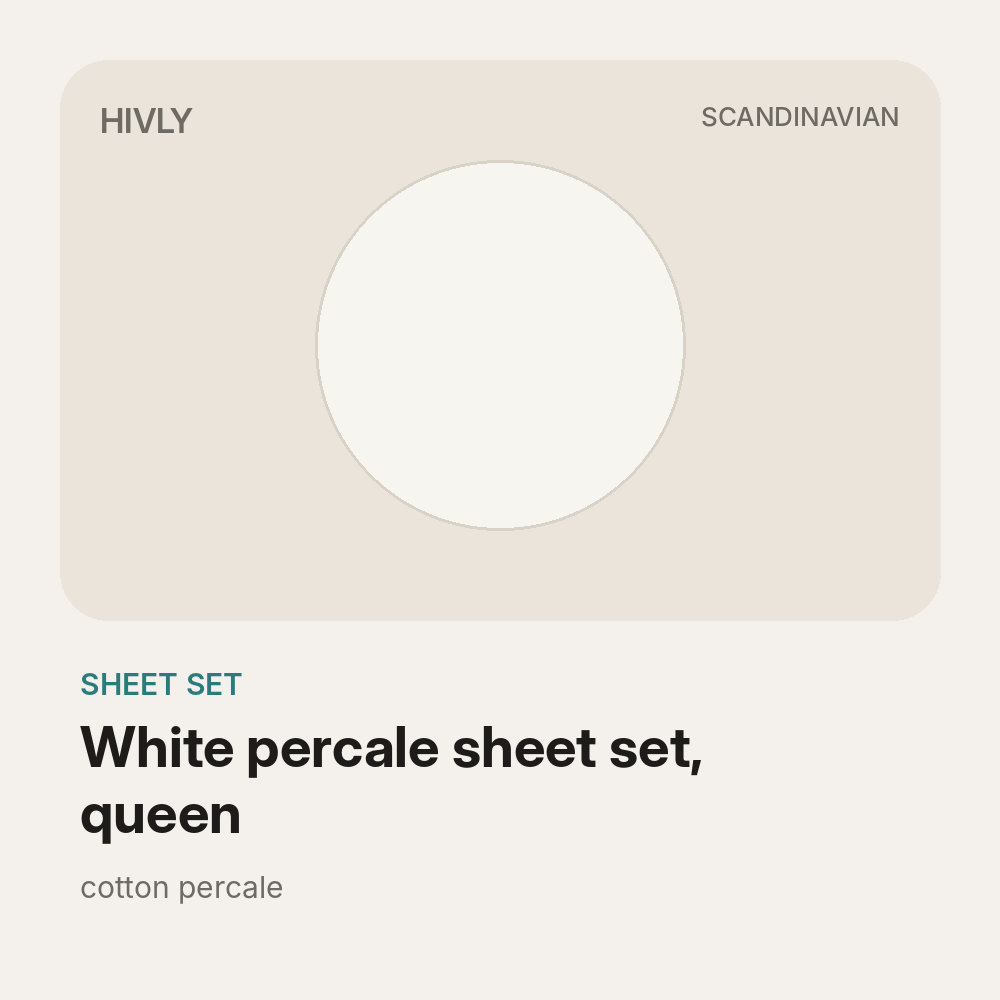 HIVLY
SCANDINAVIAN
SHEET SET
White percale sheet set,
queen
cotton percale